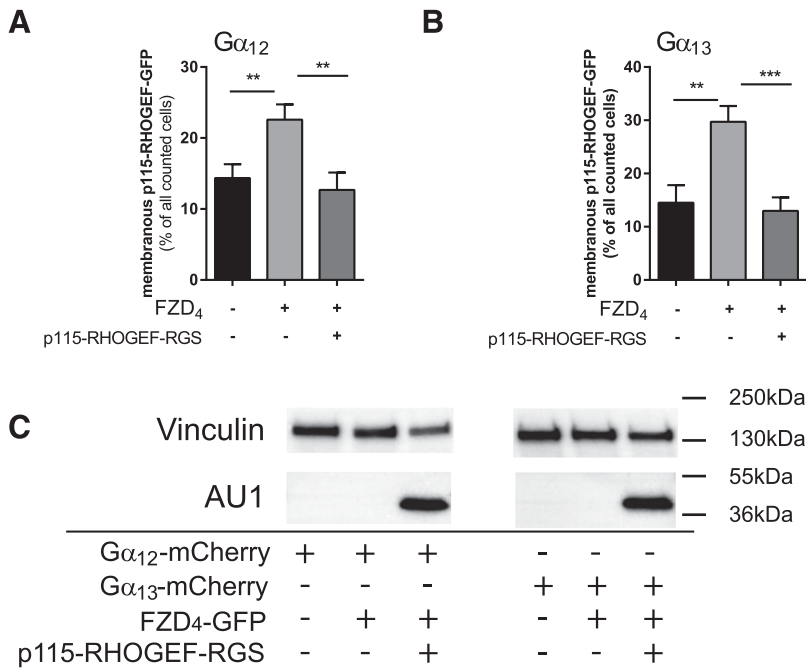 A
Gα12
membranous p115-RHOGEF-GFP
(% of all counted cells)
30
20
10
0
**
**
FZD4 - + +
p115-RHOGEF-RGS - - +
B
Gα13
membranous p115-RHOGEF-GFP
(% of all counted cells)
40
30
20
10
0
**
***
FZD4 - + +
p115-RHOGEF-RGS - - +
C
Vinculin
250kDa
130kDa
AU1
55kDa
36kDa
Gα12-mCherry + + + - - -
Gα13-mCherry - - - + + +
FZD4-GFP - + + - + +
p115-RHOGEF-RGS - - + - - +